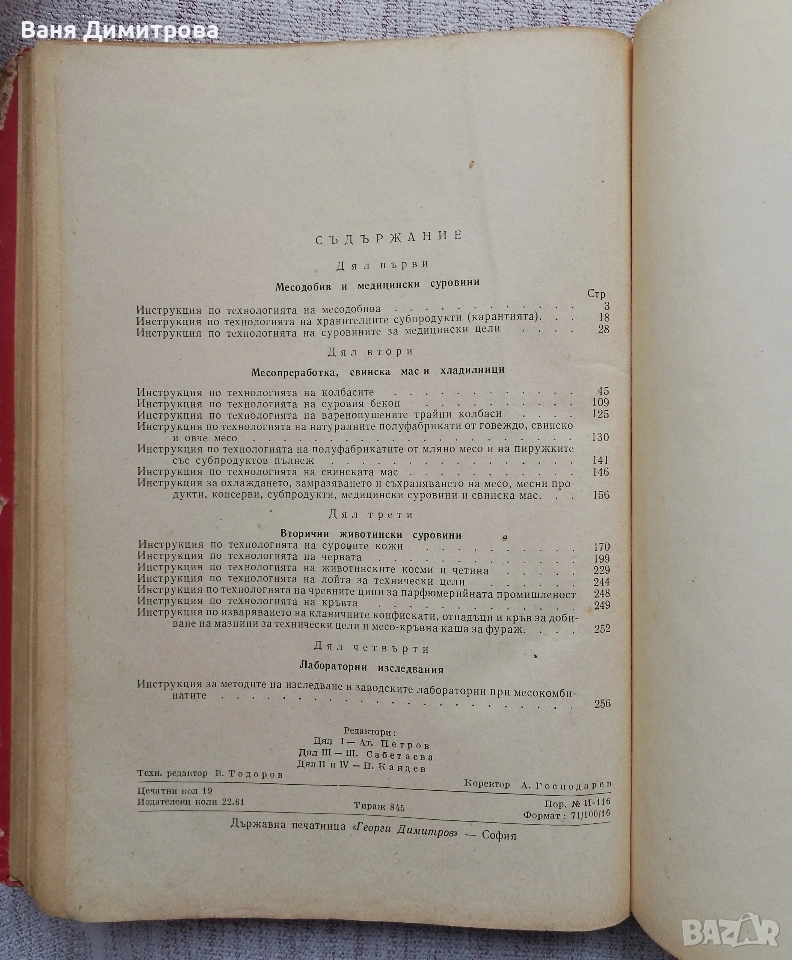 Ваня Димитрова
СЪДЪРЖАНИЕ
Дял първи
Месодобив и медицински суровини
Стр
Инструкция по технологията на месодобива . . . . . . . . . . . 3
Инструкция по технологията на хранителните субпродукти (карантията). . . 18
Инструкция по технологията на суровините за медицински цели . . . . 28
Дял втори
Месопреработка, свинска мас и хладилници
Инструкция по технологията на колбасите . . . . . . . . . . . 45
Инструкция по технологията на суровия бекон . . . . . . . . . . 109
Инструкция по технологията на варенопушените трайни колбаси . . . . 125
Инструкция по технологията на натуралните полуфабрикати от говеждо, свинско
и овче месо . . . . . . . . . . . . . . . . . . 130
Инструкция по технологията на полуфабрикатите от мляно месо и на пиружките
със субпродуктов пълнеж . . . . . . . . . . . . . . 141
Инструкция по технологията на свинската мас . . . . . . . . . . 146
Инструкция за охлаждането, замразяването и съхраняването на месо, месни про-
дукти, консерви, субпродукти, медицински суровини и свинска мас. . . 156
Дял трети
Вторични животински суровини
Инструкция по технологията на суровите кожи . . . . . . . . . . 170
Инструкция по технологията на червата . . . . . . . . . . . . 199
Инструкция по технологията на животинските косми и четина . . . . . 229
Инструкция по технологията на лойта за технически цели . . . . . . 244
Инструкция по технологията на чревните ципи за парфюмерийната промишленост 248
Инструкция по технологията на кръвта . . . . . . . . . . . . 249
Инструкция по изваряването на кланичните конфискати, отпадъци и кръв за доби-
ване на мазнини за технически цели и месо-кръвна каша за фураж. . . . 252
Дял четвърти
Лабораторни изследвания
Инструкция за методите на изследване в заводските лаборатории при месокомби-
натите . . . . . . . . . . . . . . . . . . . . 256
Редактори:
Дял I — Ат. Петров
Дял III — Ш. Сабетаева
Дял II и IV — П. Кандев
Техн. редактор В. Тодоров
Коректор А. Господарев
Печатни кол 19
Издателски коли 22.61
Тираж 845
Пор. № И-116
Формат: 71/100/16
Държавна печатница «Георги Димитров» — София
BAZAR